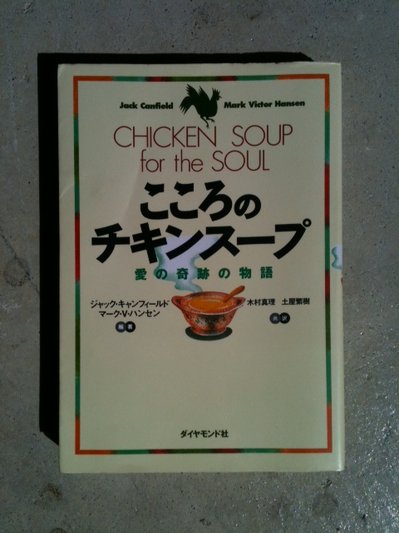 Jack Canfield Mark Victor Hansen
CHICKEN SOUP
for the SOUL
こころの
チキンスープ
愛の奇跡の物語
ジャック・キャンフィールド
マーク・V・ハンセン
編著
木村真理 土屋繁樹
共訳
ダイヤモンド社